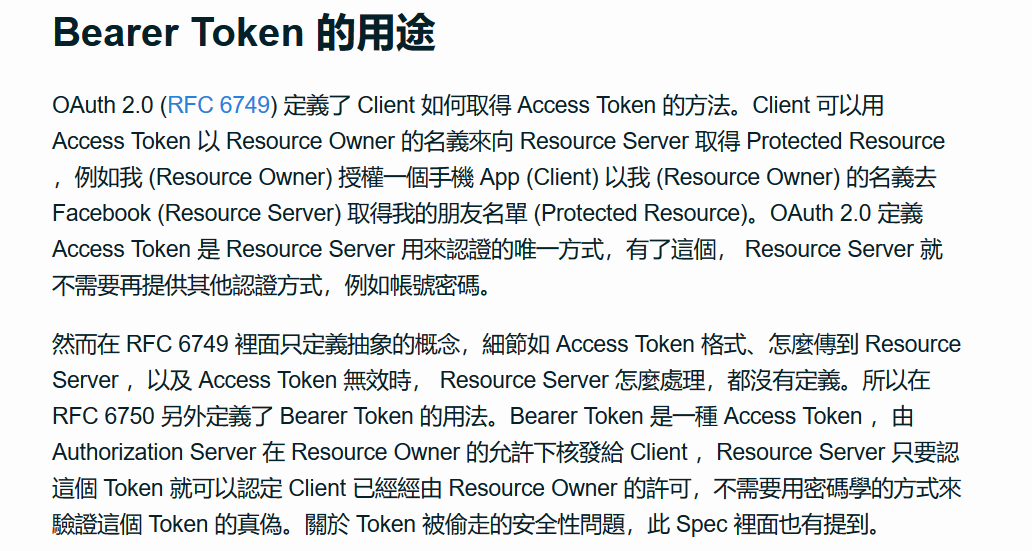 Bearer Token 的用途
OAuth 2.0 (RFC 6749) 定義了 Client 如何取得 Access Token 的方法。Client 可以用
Access Token 以 Resource Owner 的名義來向 Resource Server 取得 Protected Resource
，例如我 (Resource Owner) 授權一個手機 App (Client) 以我 (Resource Owner) 的名義去
Facebook (Resource Server) 取得我的朋友名單 (Protected Resource)。OAuth 2.0 定義
Access Token 是 Resource Server 用來認證的唯一方式，有了這個， Resource Server 就
不需要再提供其他認證方式，例如帳號密碼。
然而在 RFC 6749 裡面只定義抽象的概念，細節如 Access Token 格式、怎麼傳到 Resource
Server ，以及 Access Token 無效時， Resource Server 怎麼處理，都沒有定義。所以在
RFC 6750 另外定義了 Bearer Token 的用法。Bearer Token 是一種 Access Token ，由
Authorization Server 在 Resource Owner 的允許下核發給 Client ，Resource Server 只要認
這個 Token 就可以認定 Client 已經經由 Resource Owner 的許可，不需要用密碼學的方式來
驗證這個 Token 的真偽。關於 Token 被偷走的安全性問題，此 Spec 裡面也有提到。